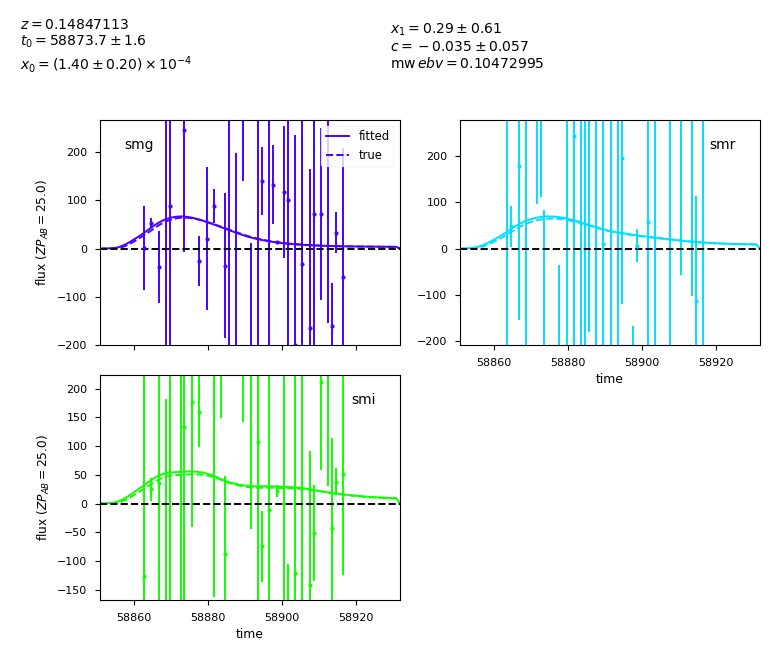 z = 0.14847113
t₀ = 58873.7 ± 1.6
x₀ = (1.40 ± 0.20) × 10⁻⁴
x₁ = 0.29 ± 0.61
c = −0.035 ± 0.057
mw ebv = 0.10472995
smg
fitted
true
200
100
0
−100
−200
flux (ZP_AB = 25.0)
smr
200
100
0
−100
−200
58860 58880 58900 58920
time
smi
200
150
100
50
0
−50
−100
−150
flux (ZP_AB = 25.0)
58860 58880 58900 58920
time